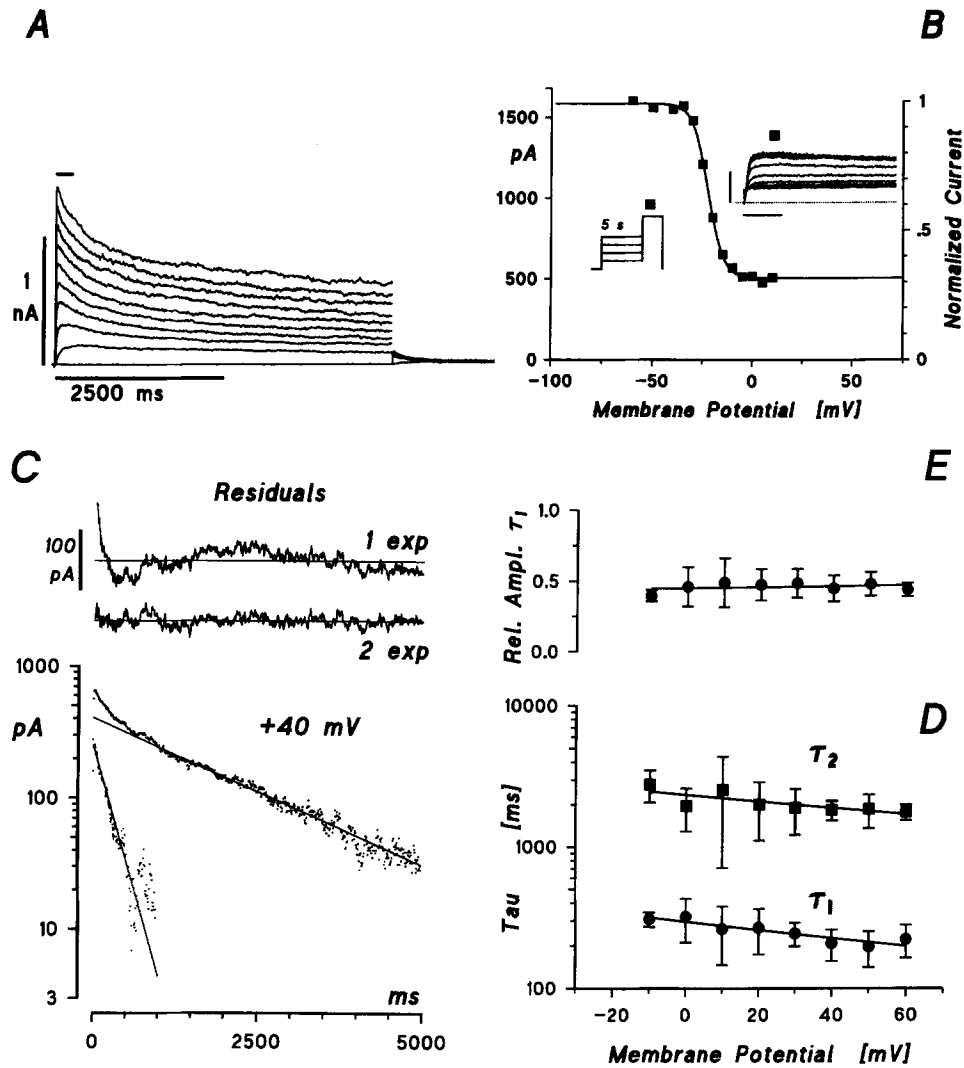 A
1
nA
2500 ms
B
1500
pA
1000
500
0
1
.5
0
Normalized Current
5 s
-100
-50
0
50
Membrane Potential [mV]
C
Residuals
100
pA
1 exp
2 exp
1000
pA
100
10
3
+40 mV
ms
0
2500
5000
E
Rel. Ampl. τ1
1.0
0.5
0.0
D
10000
1000
100
Tau [ms]
τ2
τ1
-20
0
20
40
60
Membrane Potential [mV]